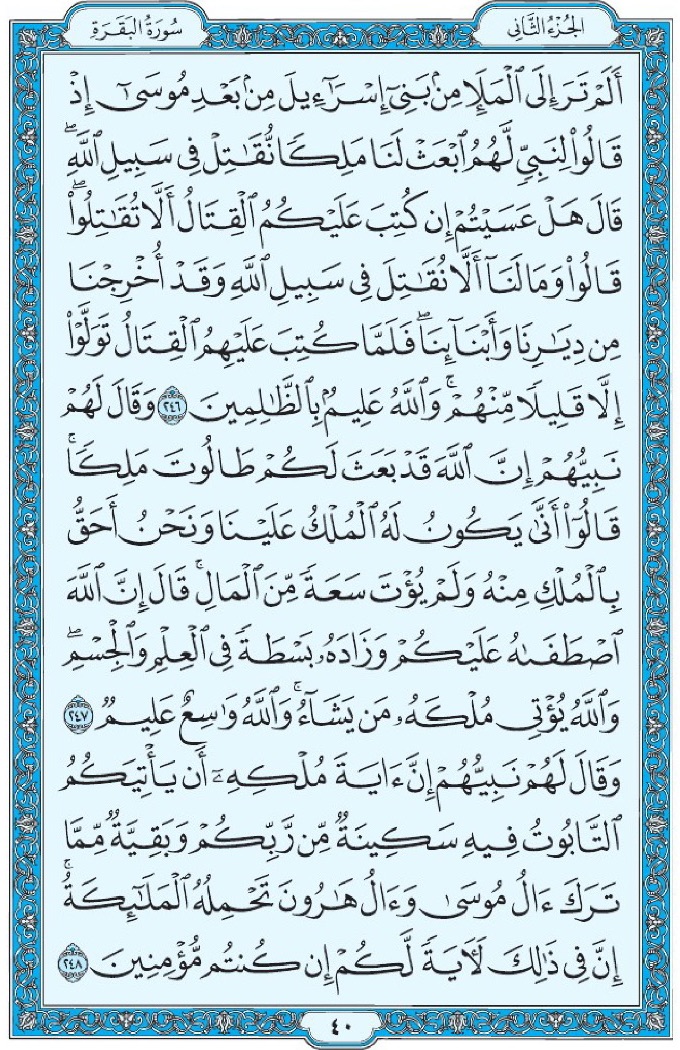 الجُزْءُ الثَّانِي
سُورَةُ البَقَرَةِ
أَلَمْ تَرَ إِلَى ٱلْمَلَإِ مِنۢ بَنِىٓ إِسْرَٰٓءِيلَ مِنۢ بَعْدِ مُوسَىٰٓ إِذْ
قَالُوا۟ لِنَبِىٍّ لَّهُمُ ٱبْعَثْ لَنَا مَلِكًا نُّقَٰتِلْ فِى سَبِيلِ ٱللَّهِ ۖ
قَالَ هَلْ عَسَيْتُمْ إِن كُتِبَ عَلَيْكُمُ ٱلْقِتَالُ أَلَّا تُقَٰتِلُوا۟ ۖ
قَالُوا۟ وَمَا لَنَآ أَلَّا نُقَٰتِلَ فِى سَبِيلِ ٱللَّهِ وَقَدْ أُخْرِجْنَا
مِن دِيَٰرِنَا وَأَبْنَآئِنَا ۖ فَلَمَّا كُتِبَ عَلَيْهِمُ ٱلْقِتَالُ تَوَلَّوْا۟
إِلَّا قَلِيلًا مِّنْهُمْ ۗ وَٱللَّهُ عَلِيمٌۢ بِٱلظَّٰلِمِينَ ٢٤٦ وَقَالَ لَهُمْ
نَبِيُّهُمْ إِنَّ ٱللَّهَ قَدْ بَعَثَ لَكُمْ طَالُوتَ مَلِكًا ۚ
قَالُوٓا۟ أَنَّىٰ يَكُونُ لَهُ ٱلْمُلْكُ عَلَيْنَا وَنَحْنُ أَحَقُّ
بِٱلْمُلْكِ مِنْهُ وَلَمْ يُؤْتَ سَعَةً مِّنَ ٱلْمَالِ ۚ قَالَ إِنَّ ٱللَّهَ
ٱصْطَفَىٰهُ عَلَيْكُمْ وَزَادَهُۥ بَسْطَةً فِى ٱلْعِلْمِ وَٱلْجِسْمِ ۖ
وَٱللَّهُ يُؤْتِى مُلْكَهُۥ مَن يَشَآءُ ۚ وَٱللَّهُ وَٰسِعٌ عَلِيمٌ ٢٤٧
وَقَالَ لَهُمْ نَبِيُّهُمْ إِنَّ ءَايَةَ مُلْكِهِۦٓ أَن يَأْتِيَكُمُ
ٱلتَّابُوتُ فِيهِ سَكِينَةٌ مِّن رَّبِّكُمْ وَبَقِيَّةٌ مِّمَّا
تَرَكَ ءَالُ مُوسَىٰ وَءَالُ هَٰرُونَ تَحْمِلُهُ ٱلْمَلَٰٓئِكَةُ ۚ
إِنَّ فِى ذَٰلِكَ لَءَايَةً لَّكُمْ إِن كُنتُم مُّؤْمِنِينَ ٢٤٨
٤٠